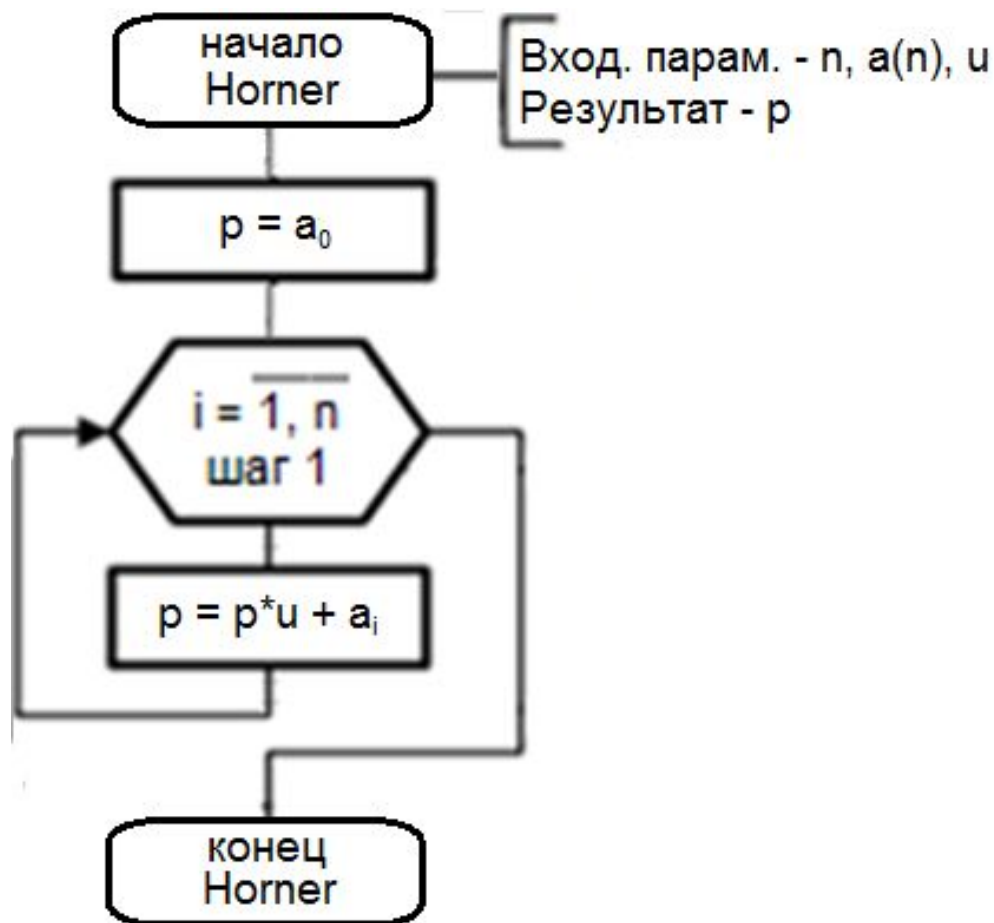 начало
Horner
Вход. парам. - n, a(n), u
Результат - p
p = a₀
i = 1, n
шаг 1
p = p*u + aᵢ
конец
Horner